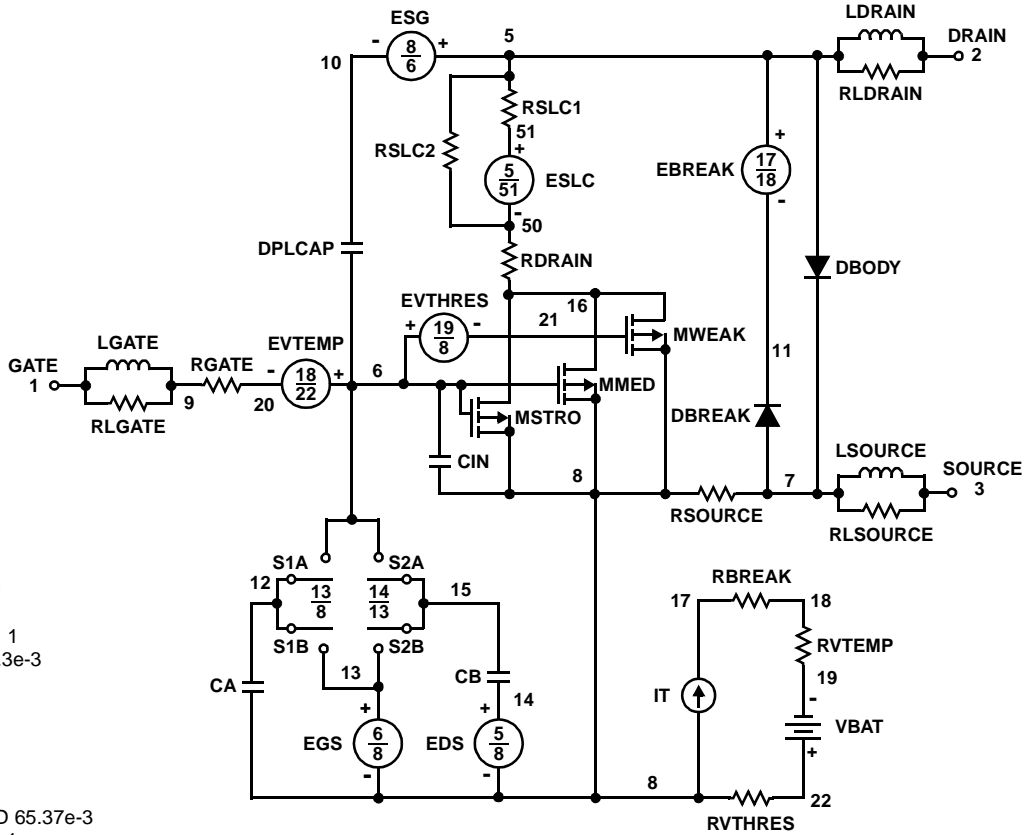 ESG
- 8 6 +
10
5
LDRAIN
DRAIN
2
RLDRAIN
RSLC1
51
+
RSLC2
5 51
ESLC
-
50
+
EBREAK
17 18
-
DPLCAP
RDRAIN
DBODY
EVTHRES
16
+ 19 8 -
21
MWEAK
LGATE
EVTEMP
GATE
1
RGATE
- 18 22 +
6
MMED
11
RLGATE
9
20
MSTRO
DBREAK
CIN
LSOURCE
8
7
SOURCE
3
RSOURCE
RLSOURCE
S1A
S2A
12
13 8
14 13
15
RBREAK
17
18
S1B
S2B
RVTEMP
1
.3e-3
13
CB
19
CA
14
IT
-
VBAT
+
+
EGS
6 8
-
+
EDS
5 8
-
8
22
RVTHRES
D 65.37e-3